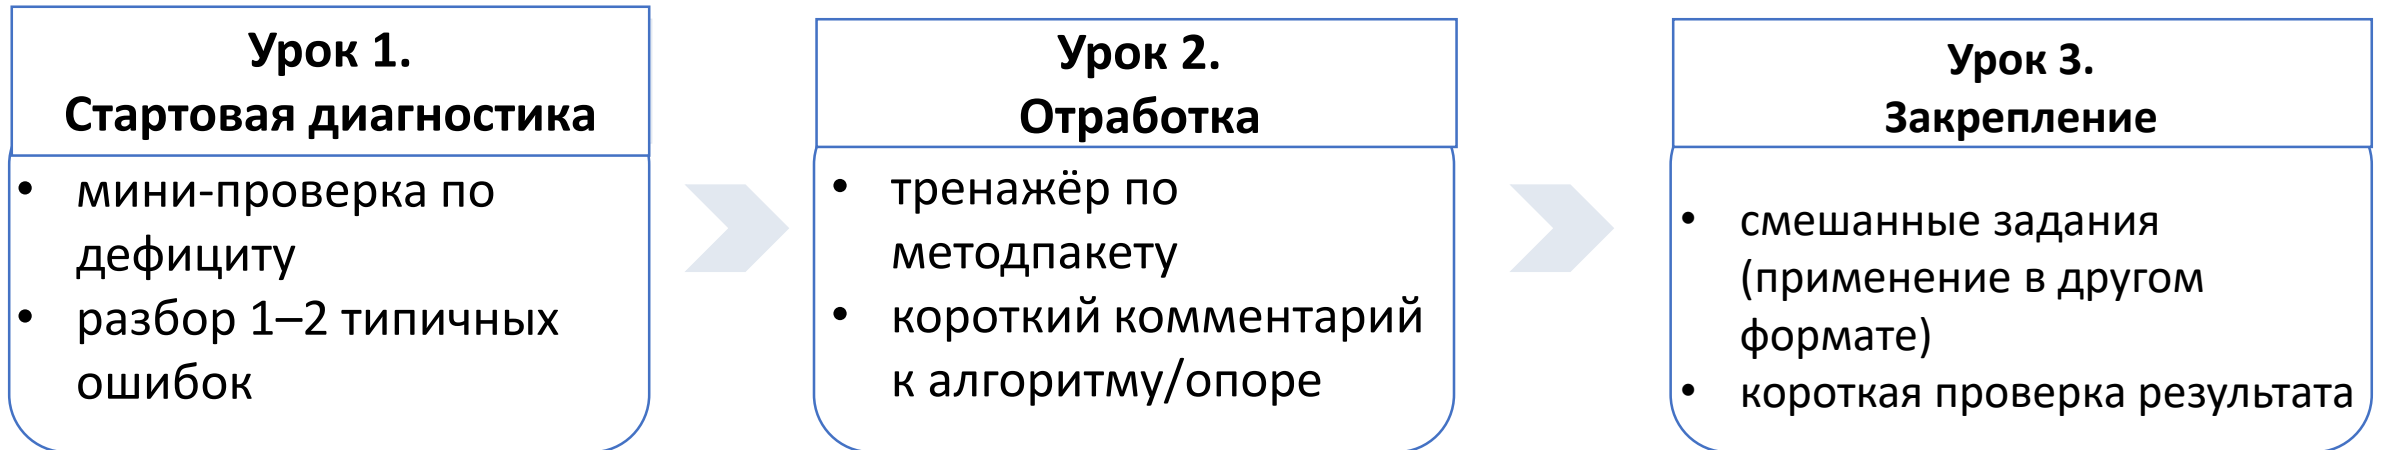 Урок 1.
Стартовая диагностика
• мини-проверка по
дефициту
• разбор 1–2 типичных
ошибок
Урок 2.
Отработка
• тренажёр по
методпакету
• короткий комментарий
к алгоритму/опоре
Урок 3.
Закрепление
• смешанные задания
(применение в другом
формате)
• короткая проверка результата